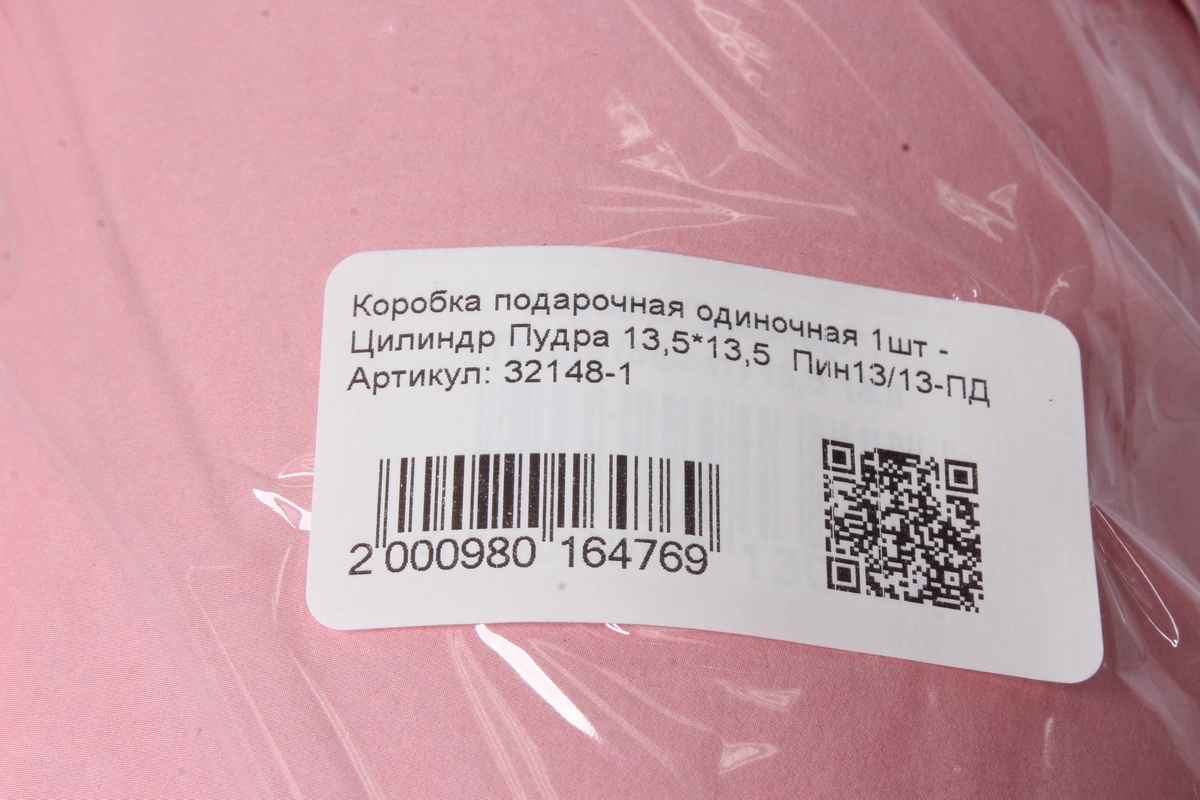 Коробка подарочная одиночная 1шт -
Цилиндр Пудра 13,5*13,5 Пин13/13-ПД
Артикул: 32148-1
2 000980 164769